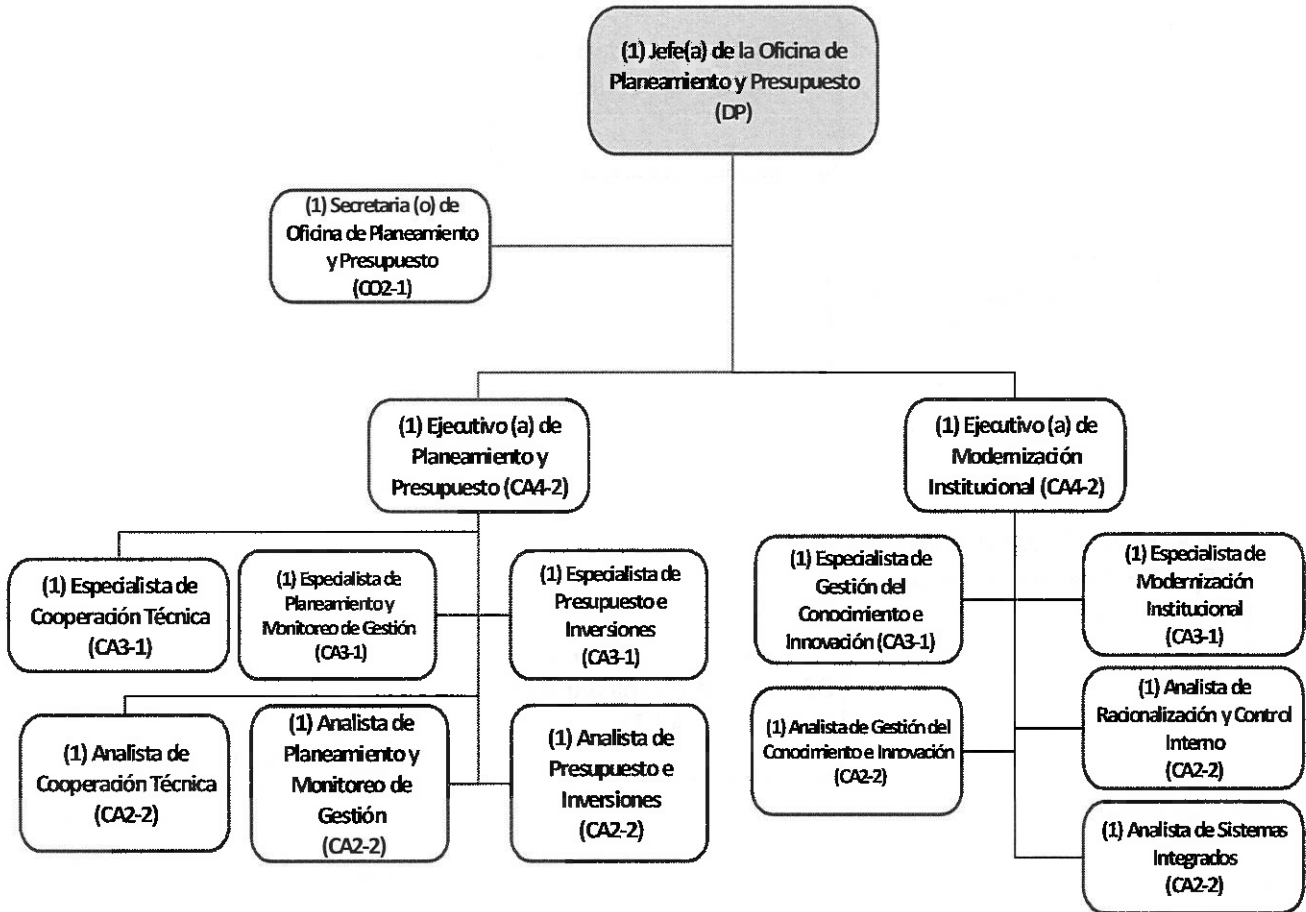 (1) Jefe(a) de la Oficina de
Planeamiento y Presupuesto
(DP)
(1) Secretaria (o) de
Oficina de Planeamiento
y Presupuesto
(CO2-1)
(1) Ejecutivo (a) de
Planeamiento y
Presupuesto (CA4-2)
(1) Ejecutivo (a) de
Modernización
Institucional (CA4-2)
(1) Especialista de
Cooperación Técnica
(CA3-1)
(1) Especialista de
Planeamiento y
Monitoreo de Gestión
(CA3-1)
(1) Especialista de
Presupuesto e
Inversiones
(CA3-1)
(1) Especialista de
Gestión del
Conocimiento e
Innovación (CA3-1)
(1) Especialista de
Modernización
Institucional
(CA3-1)
(1) Analista de
Cooperación Técnica
(CA2-2)
(1) Analista de
Planeamiento y
Monitoreo de
Gestión
(CA2-2)
(1) Analista de
Presupuesto e
Inversiones
(CA2-2)
(1) Analista de Gestión del
Conocimiento e Innovación
(CA2-2)
(1) Analista de
Racionalización y Control
Interno
(CA2-2)
(1) Analista de Sistemas
Integrados
(CA2-2)